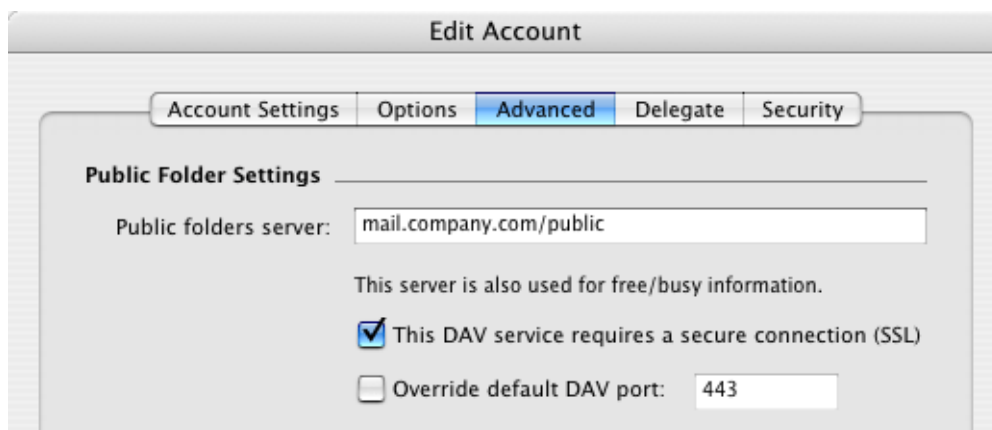 Edit Account
Account Settings Options Advanced Delegate Security
Public Folder Settings
Public folders server: mail.company.com/public
This server is also used for free/busy information.
This DAV service requires a secure connection (SSL)
Override default DAV port: 443